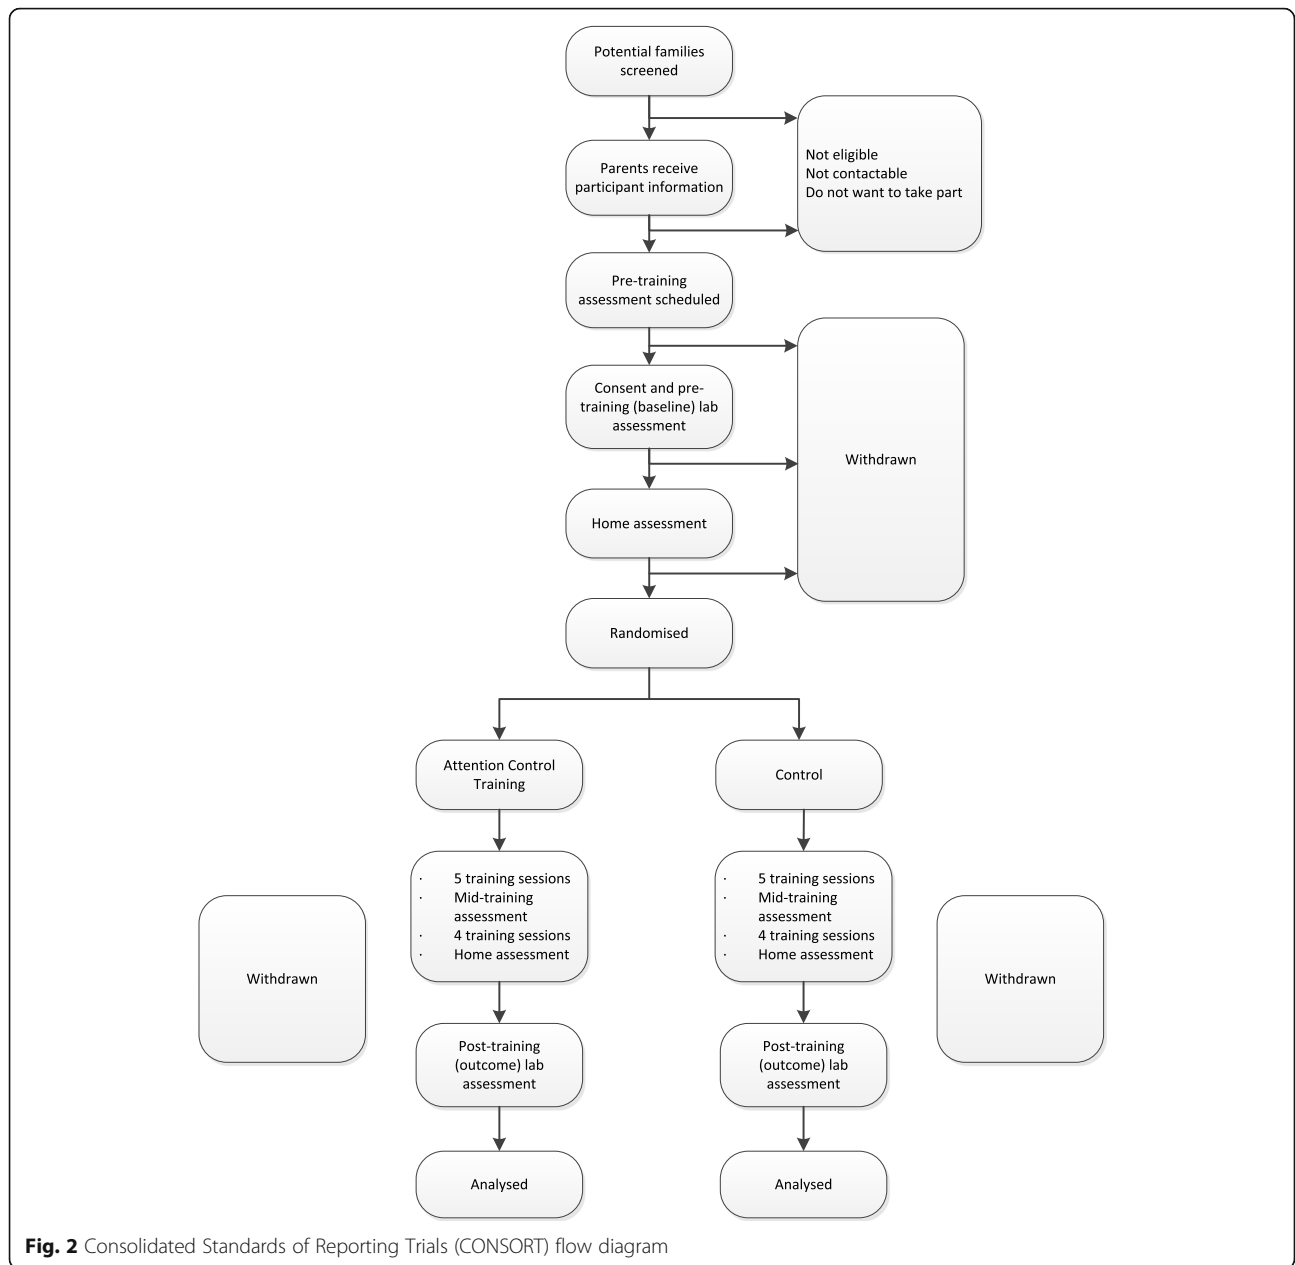 Potential families
screened
Not eligible
Not contactable
Do not want to take part
Parents receive
participant information
Pre-training
assessment scheduled
Consent and pre-
training (baseline) lab
assessment
Withdrawn
Home assessment
Randomised
Attention Control
Training
Control
· 5 training sessions
· Mid-training
assessment
· 4 training sessions
· Home assessment
· 5 training sessions
· Mid-training
assessment
· 4 training sessions
· Home assessment
Withdrawn
Withdrawn
Post-training
(outcome) lab
assessment
Post-training
(outcome) lab
assessment
Analysed
Analysed
Fig. 2 Consolidated Standards of Reporting Trials (CONSORT) flow diagram